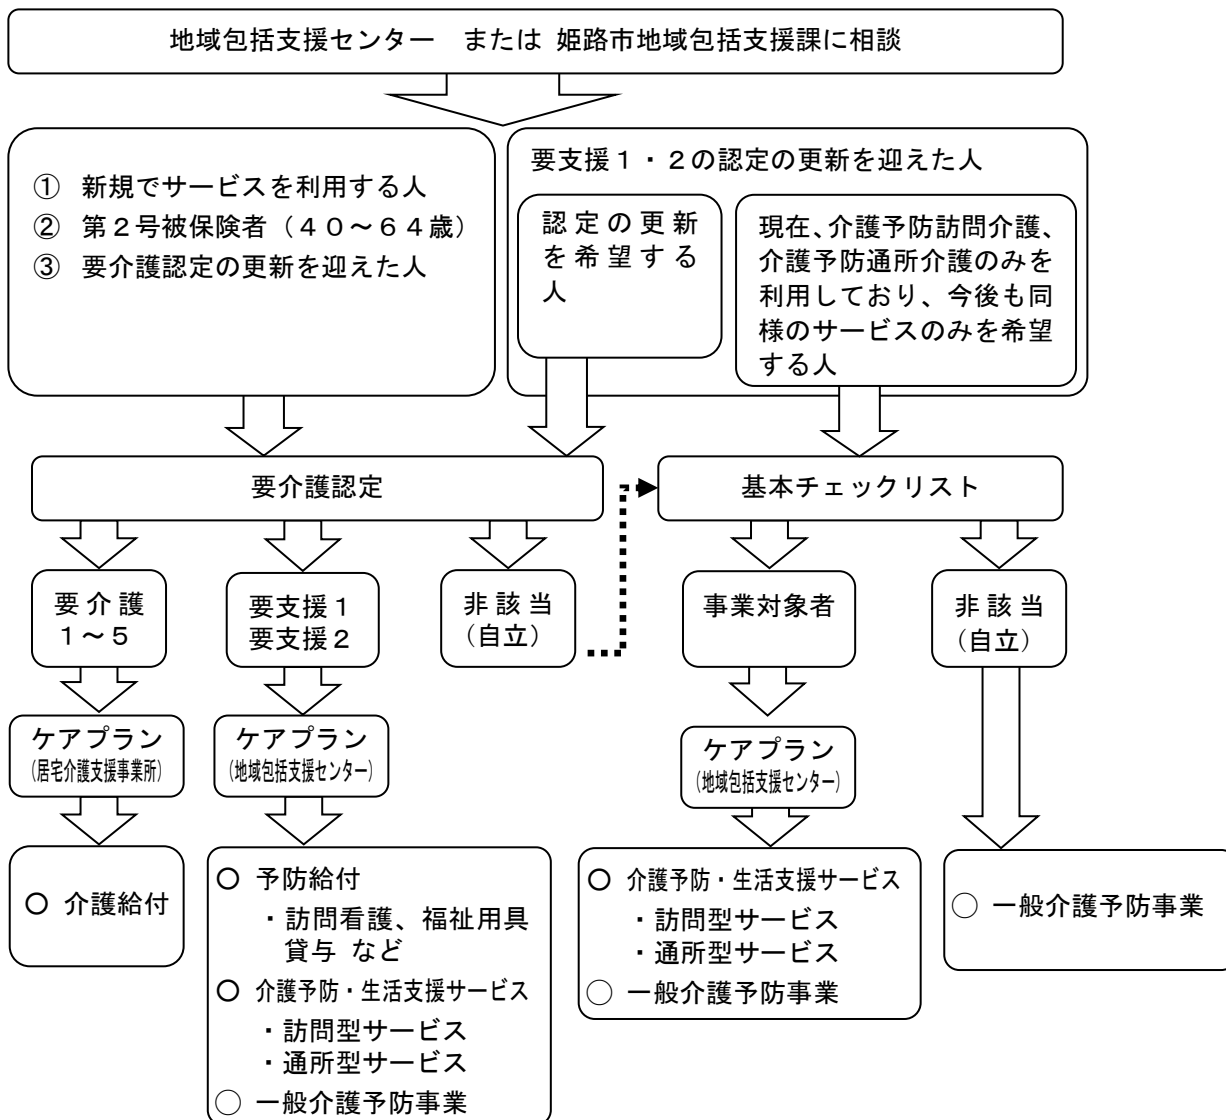 地域包括支援センター　または 姫路市地域包括支援課に相談
① 新規でサービスを利用する人
② 第２号被保険者（４０～６４歳）
③ 要介護認定の更新を迎えた人
要支援１・２の認定の更新を迎えた人
認定の更新
を希望する
人
現在、介護予防訪問介護、
介護予防通所介護のみを
利用しており、今後も同
様のサービスのみを希望
する人
要介護認定
基本チェックリスト
要介護
１～５
要支援１
要支援２
非該当
（自立）
事業対象者
非該当
（自立）
ケアプラン
（居宅介護支援事業所）
ケアプラン
（地域包括支援センター）
ケアプラン
（地域包括支援センター）
○ 介護給付
○ 予防給付
・訪問看護、福祉用具
貸与 など
○ 介護予防・生活支援サービス
・訪問型サービス
・通所型サービス
○ 一般介護予防事業
○ 介護予防・生活支援サービス
・訪問型サービス
・通所型サービス
○ 一般介護予防事業
○ 一般介護予防事業